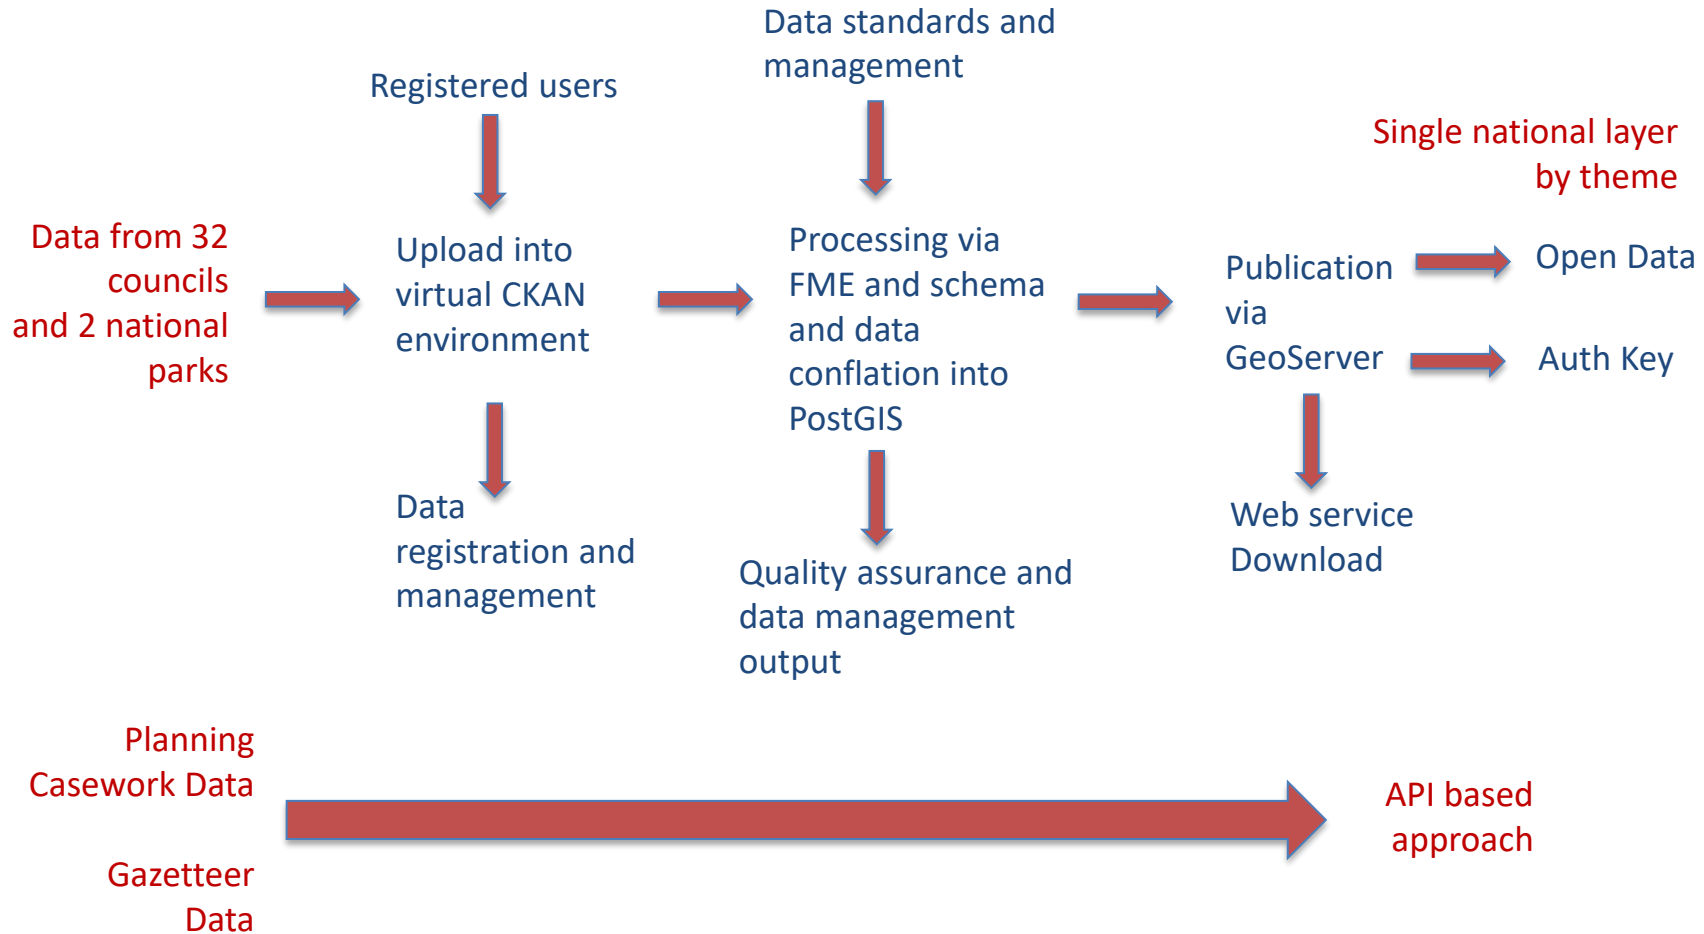 Data standards and
management
Registered users
Single national layer
by theme
Data from 32
councils
and 2 national
parks
Upload into
virtual CKAN
environment
Processing via
FME and schema
and data
conflation into
PostGIS
Publication
via
GeoServer
Open Data
Auth Key
Data
registration and
management
Quality assurance and
data management
output
Web service
Download
Planning
Casework Data
Gazetteer
Data
API based
approach